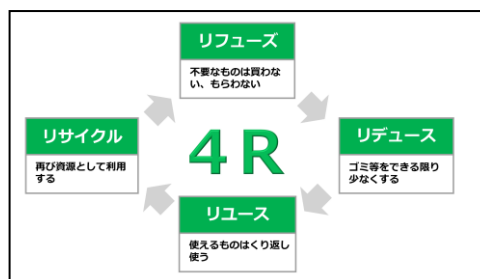 リフューズ
不要なものは買わな
い、もらわない
リサイクル
再び資源として利用
する
4R
リデュース
ゴミ等をできる限り
少なくする
リユース
使えるものはくり返し
使う